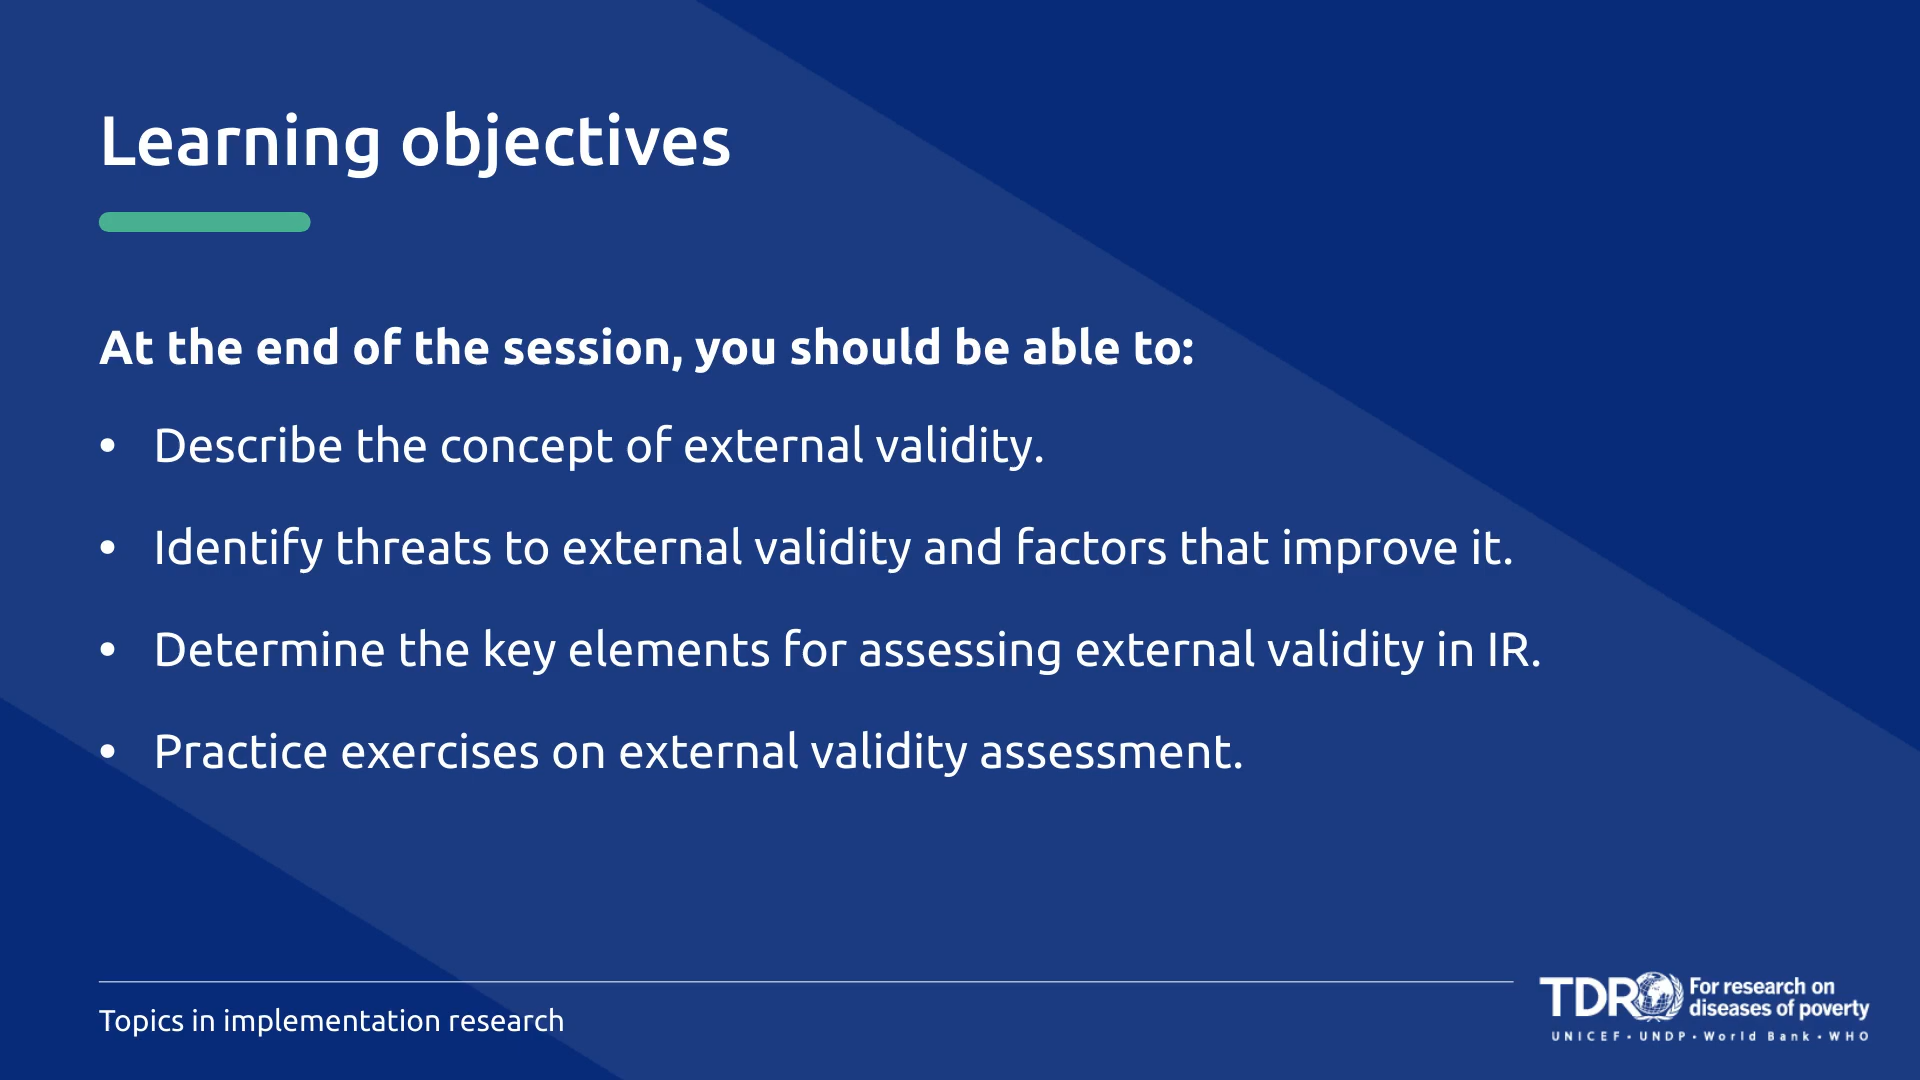 Learning objectives
At the end of the session, you should be able to:
• Describe the concept of external validity.
• Identify threats to external validity and factors that improve it.
• Determine the key elements for assessing external validity in IR.
• Practice exercises on external validity assessment.
Topics in implementation research
TDR For research on
diseases of poverty
UNICEF • UNDP • World Bank • WHO